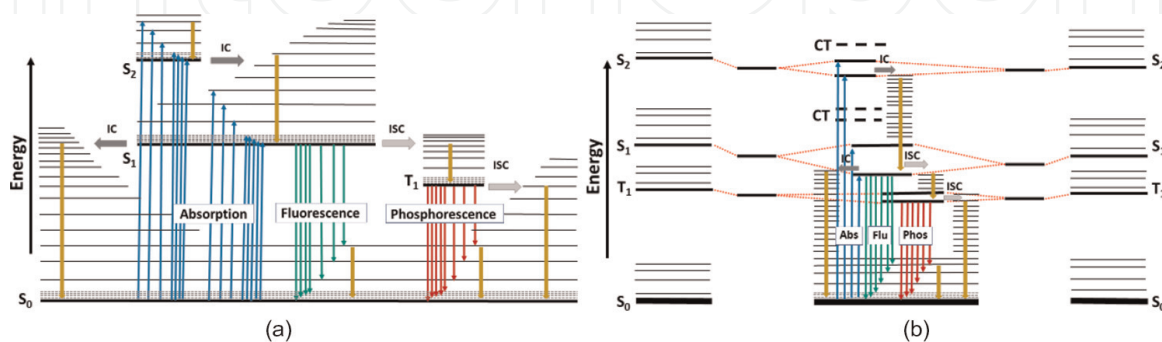 S2
IC
Energy
IC
S1
ISC
T1
ISC
Absorption
Fluorescence
Phosphorescence
S0
(a)
S2
CT
IC
S2
Energy
CT
S1
IC
ISC
S1
T1
ISC
Abs
Flu
Phos
S0
S0
(b)